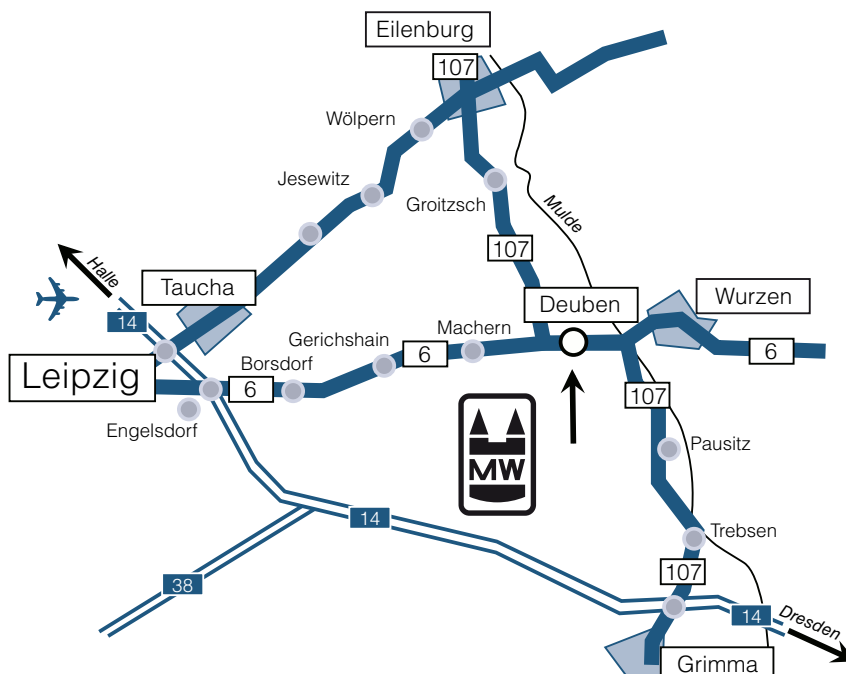 Eilenburg
107
Wölpern
Jesewitz
Groitzsch
Mulde
Halle
107
Taucha
Deuben
Wurzen
14
Gerichshain
Machern
6
6
Leipzig
Borsdorf
6
107
Engelsdorf
MW
Pausitz
14
Trebsen
107
38
14
Dresden
Grimma